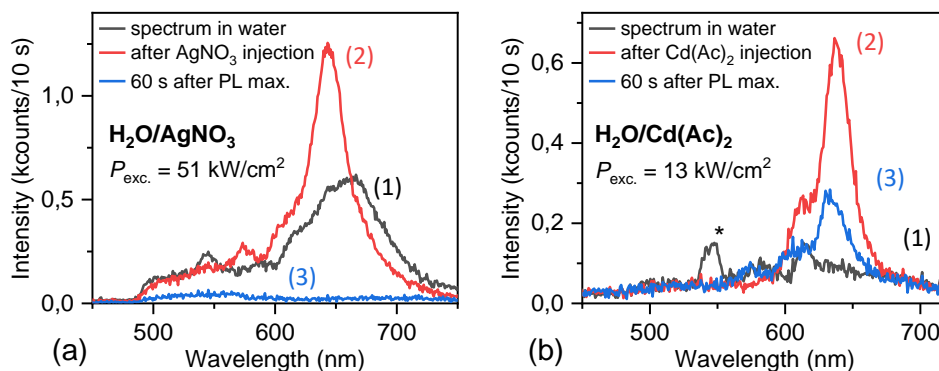 spectrum in water
after AgNO₃ injection
60 s after PL max.
(2)
H₂O/AgNO₃
P exc. = 51 kW/cm²
(1)
(3)
Intensity (kcounts/10 s)
1,0
0,5
0,0
500 600 700
Wavelength (nm)
(a)
spectrum in water
after Cd(Ac)₂ injection
60 s after PL max.
(2)
H₂O/Cd(Ac)₂
P exc. = 13 kW/cm²
(3)
*
(1)
Intensity (kcounts/10 s)
0,6
0,4
0,2
0,0
500 600 700
Wavelength (nm)
(b)